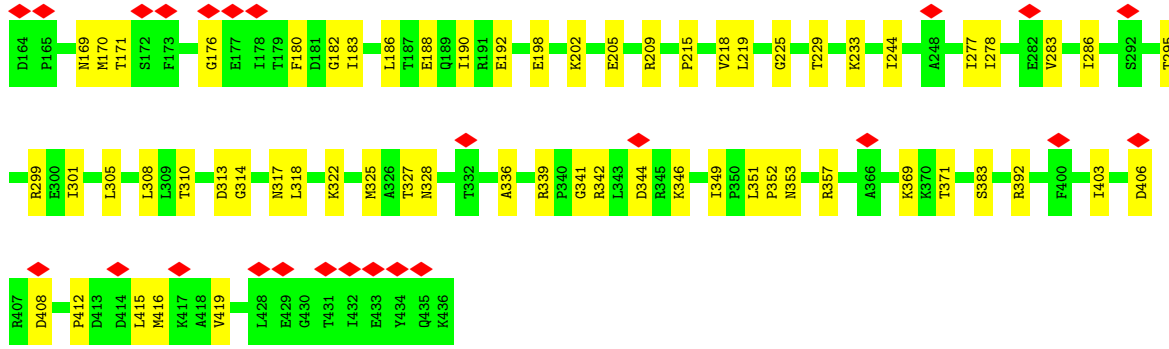 D164 P165 N169 M170 T171 S172 F173 G176 E177 I178 T179 F180 D181 G182 I183 L186 T187 E188 Q189 I190 R191 E192 E198 K202 E205 R209 P215 V218 L219 G225 T229 K233 I244 A248 I277 I278 E282 V283 I286 S292 T295
R299 E300 I301 L305 L308 L309 T310 D313 G314 N317 L318 K322 M325 A326 T327 N328 T332 A336 R339 P340 G341 R342 L343 D344 R345 K346 I349 P350 L351 P352 N353 R357 A366 K369 K370 T371 S383 R392 F400 I403 D406
R407 D408 P412 D413 D414 L415 M416 K417 A418 V419 L428 E429 G430 T431 I432 E433 Y434 Q435 K436